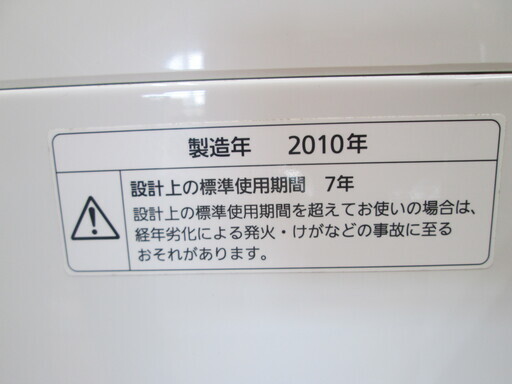 製造年 2010年
設計上の標準使用期間 7年
設計上の標準使用期間を超えてお使いの場合は、
経年劣化による発火・けがなどの事故に至る
おそれがあります。